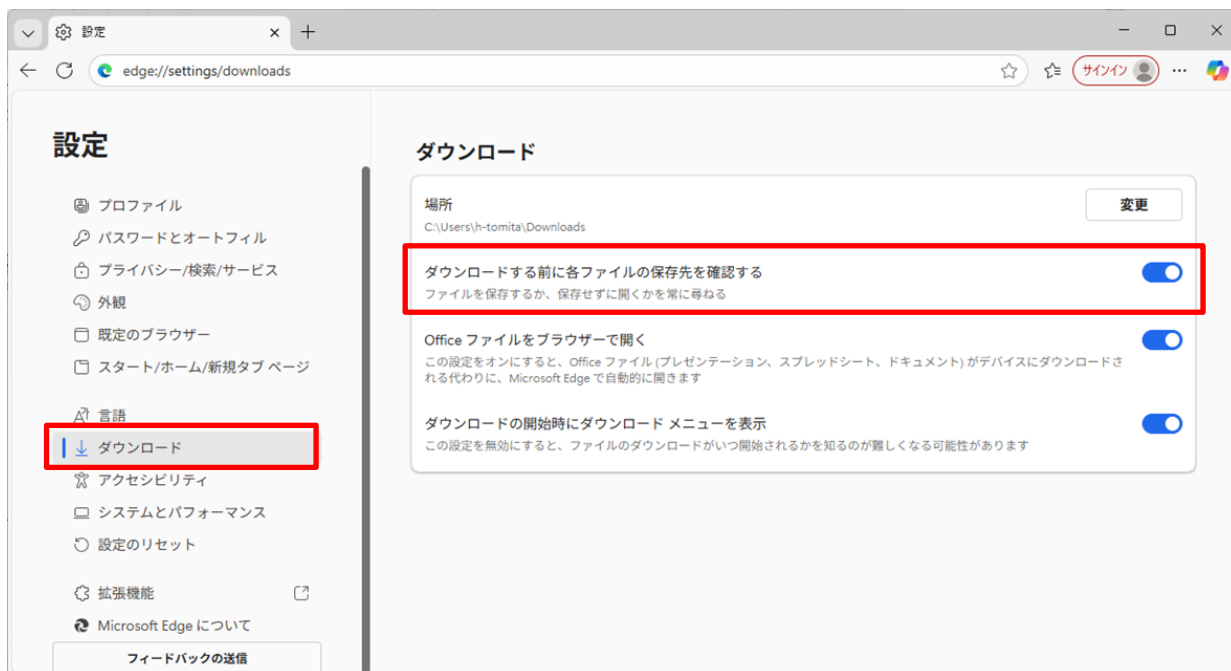 設定
edge://settings/downloads
サインイン
設定
プロファイル
パスワードとオートフィル
プライバシー/検索/サービス
外観
既定のブラウザー
スタート/ホーム/新規タブ ページ
言語
ダウンロード
アクセシビリティ
システムとパフォーマンス
設定のリセット
拡張機能
Microsoft Edge について
フィードバックの送信
ダウンロード
場所
C:\Users\h-tomita\Downloads
変更
ダウンロードする前に各ファイルの保存先を確認する
ファイルを保存するか、保存せずに開くかを常に尋ねる
Office ファイルをブラウザーで開く
この設定をオンにすると、Office ファイル (プレゼンテーション、スプレッドシート、ドキュメント) がデバイスにダウンロードさ
れる代わりに、Microsoft Edge で自動的に開きます
ダウンロードの開始時にダウンロード メニューを表示
この設定を無効にすると、ファイルのダウンロードがいつ開始されるかを知るのが難しくなる可能性があります